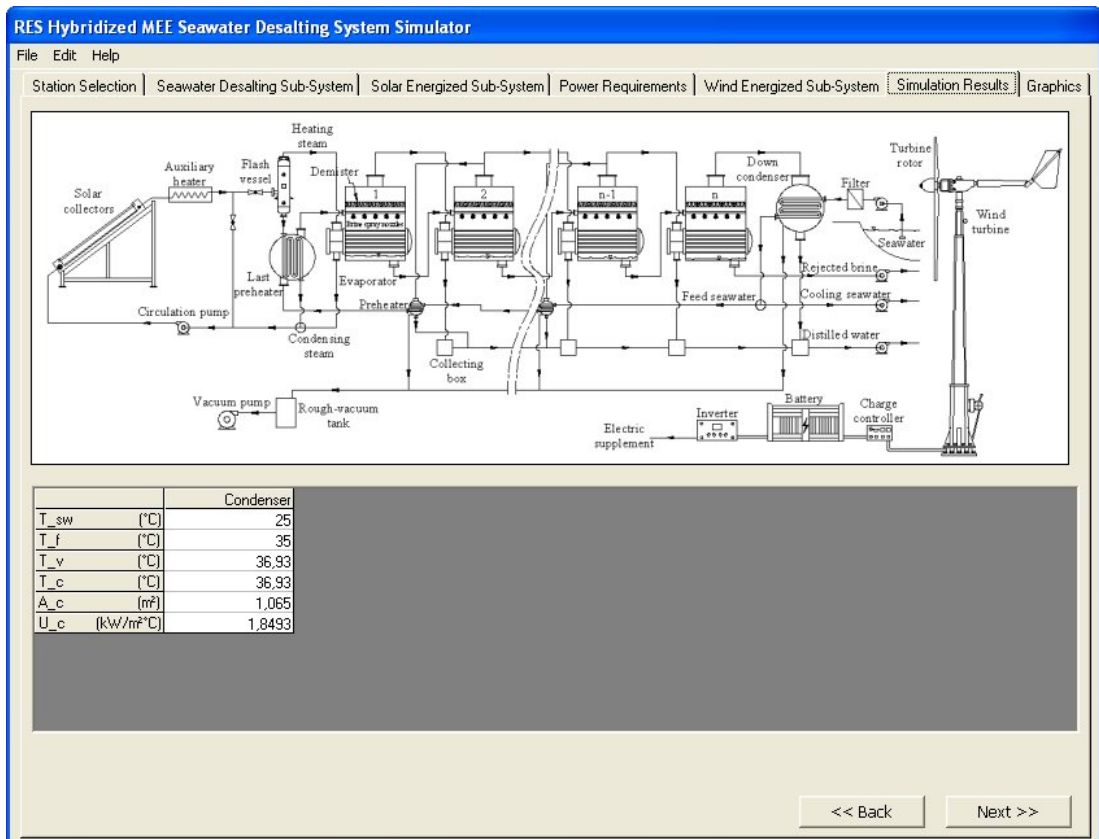 RES Hybridized MEE Seawater Desalting System Simulator
File Edit Help
Station Selection Seawater Desalting Sub-System Solar Energized Sub-System Power Requirements Wind Energized Sub-System Simulation Results Graphics
Heating
steam
Auxiliary
heater
Flash
vessel
Demister
Solar
collectors
1
2
n-1
n
Down
condenser
Filter
Turbine
rotor
Brine spray nozzles
Seawater
Wind
turbine
Last
preheater
Evaporator
Rejected brine
Preheater
Feed seawater
Cooling seawater
Circulation pump
Condensing
steam
Distilled water
Collecting
box
Vacuum pump
Rough-vacuum
tank
Battery
Inverter
Charge
controller
Electric
supplement
Condenser
T_sw (°C) 25
T_f (°C) 35
T_v (°C) 36,93
T_c (°C) 36,93
A_c (m²) 1,065
U_c (kW/m²°C) 1,8493
<< Back Next >>